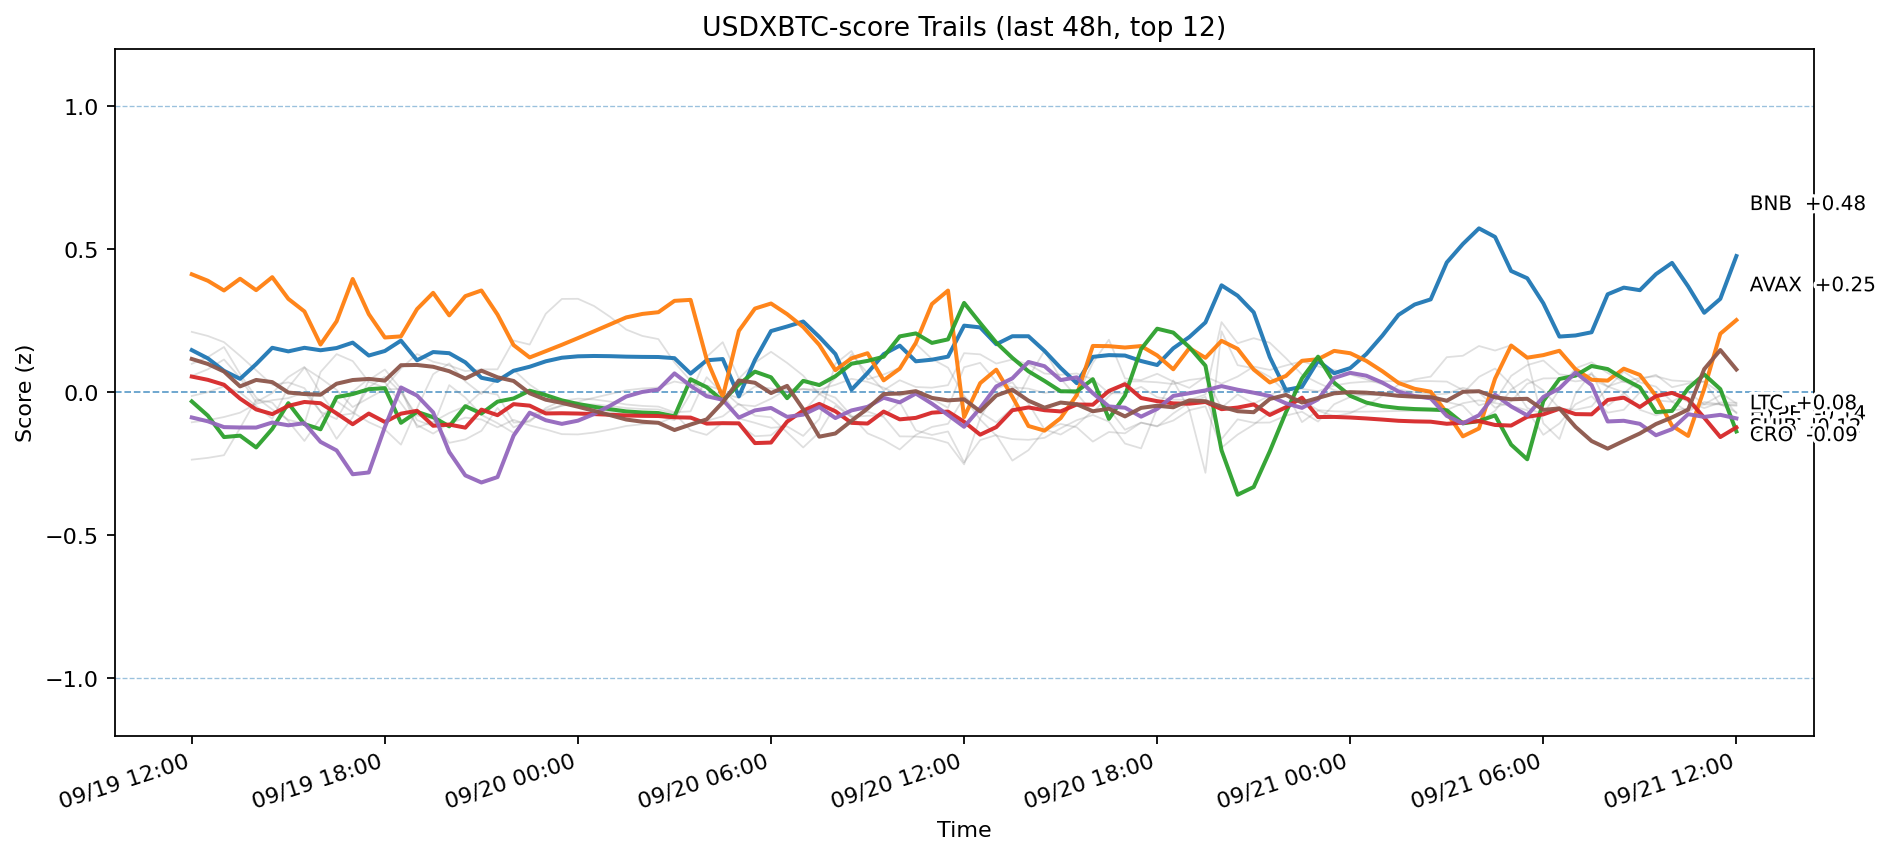 USDXBTC-score Trails (last 48h, top 12)
Score (z)
1.0
0.5
0.0
−0.5
−1.0
BNB +0.48
AVAX +0.25
LTC +0.08
CRO -0.09
09/19 12:00
09/19 18:00
09/20 00:00
09/20 06:00
09/20 12:00
09/20 18:00
09/21 00:00
09/21 06:00
09/21 12:00
Time